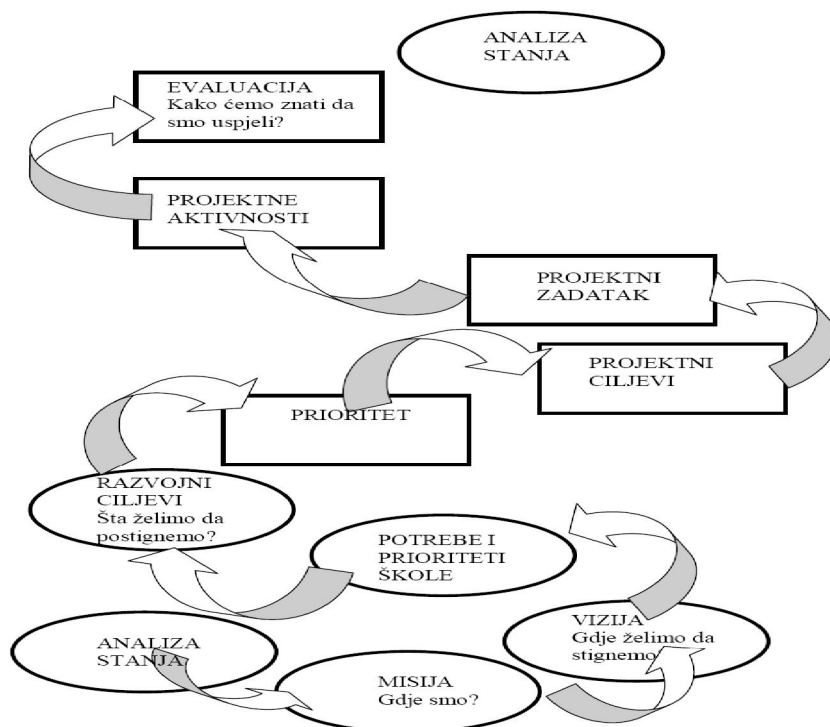 ANALIZA
STANJA
EVALUACIJA
Kako ćemo znati da
smo uspjeli?
PROJEKTNE
AKTIVNOSTI
PROJEKTNI
ZADATAK
PROJEKTNI
CILJEVI
PRIORITET
RAZVOJNI
CILJEVI
Šta želimo da
postignemo?
POTREBE I
PRIORITETI
ŠKOLE
VIZIJA
Gdje želimo da
stignemo
ANALIZA
STANJA
MISIJA
Gdje smo?